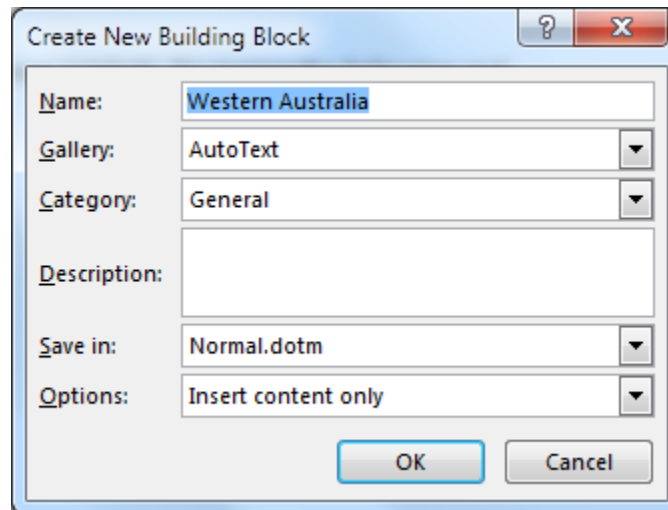 Create New Building Block
?
Name: Western Australia
Gallery: AutoText
Category: General
Description:
Save in: Normal.dotm
Options: Insert content only
OK Cancel